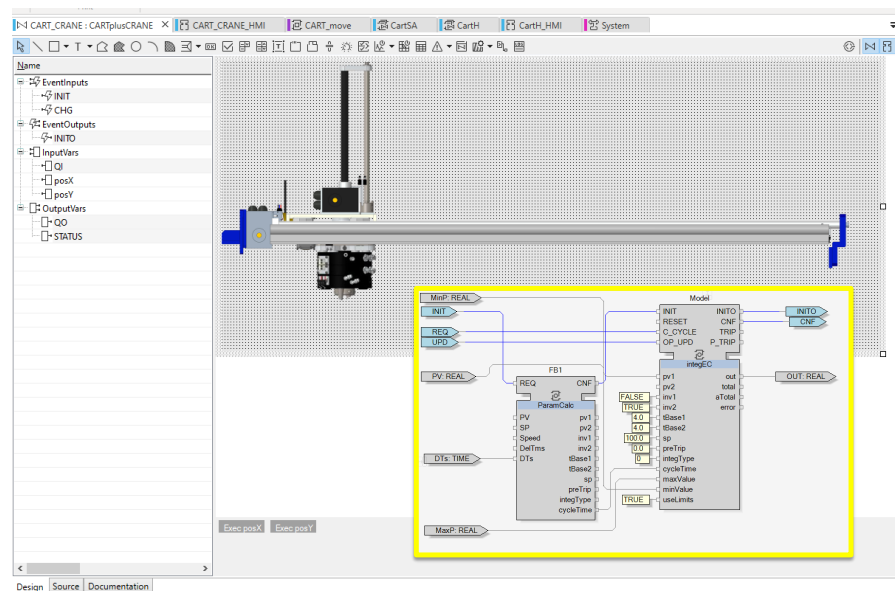 CART_CRANE : CARTplusCRANE
CART_CRANE_HMI
CART_move
CartSA
CartH
CartH_HMI
System
Name
EventInputs
INIT
CHG
EventOutputs
INITO
InputVars
QI
posX
posY
OutputVars
QO
STATUS
MinP: REAL
INIT
REQ
UPD
PV: REAL
DTs: TIME
MaxP: REAL
FB1
REQ CNF
ParamCalc
PV pv1
SP pv2
Speed inv1
DelTms inv2
DTs tBase1
tBase2
sp
preTrip
integType
cycleTime
FALSE
TRUE
4.0
4.0
100.0
0.0
0
TRUE
Model
INIT INITO
RESET CNF
C_CYCLE TRIP
OP_UPD P_TRIP
integEC
pv1 out
pv2 total
inv1 aTotal
inv2 error
tBase1
tBase2
sp
preTrip
integType
cycleTime
maxValue
minValue
useLimits
INITO
CNF
OUT: REAL
Exec posX Exec posY
Design Source Documentation